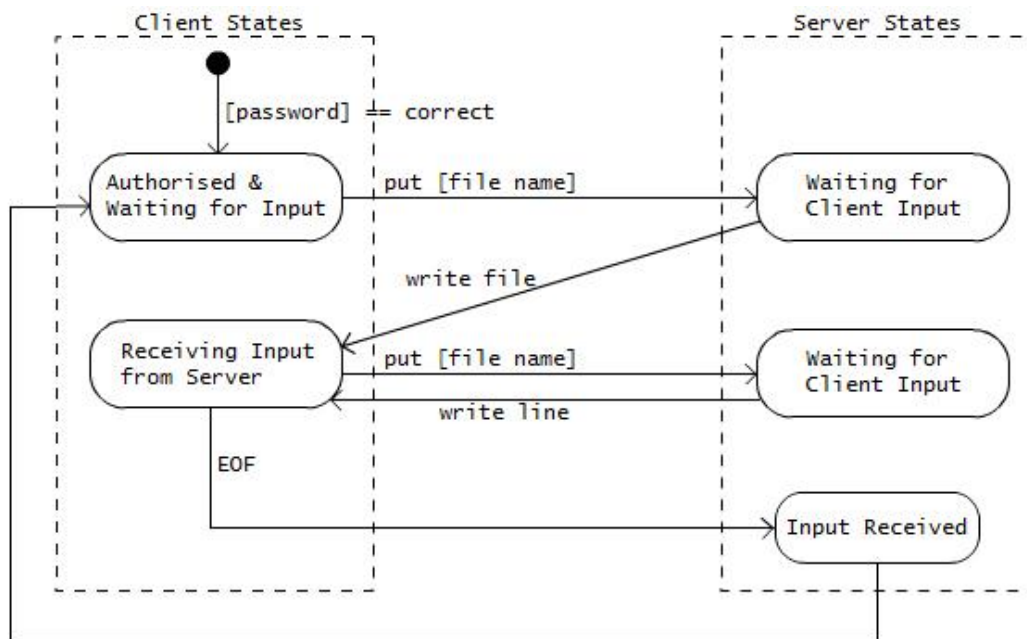 Client States
Server States
[password] == correct
Authorised &
Waiting for Input
put [file name]
Waiting for
Client Input
write file
Receiving Input
from Server
put [file name]
Waiting for
Client Input
write line
EOF
Input Received